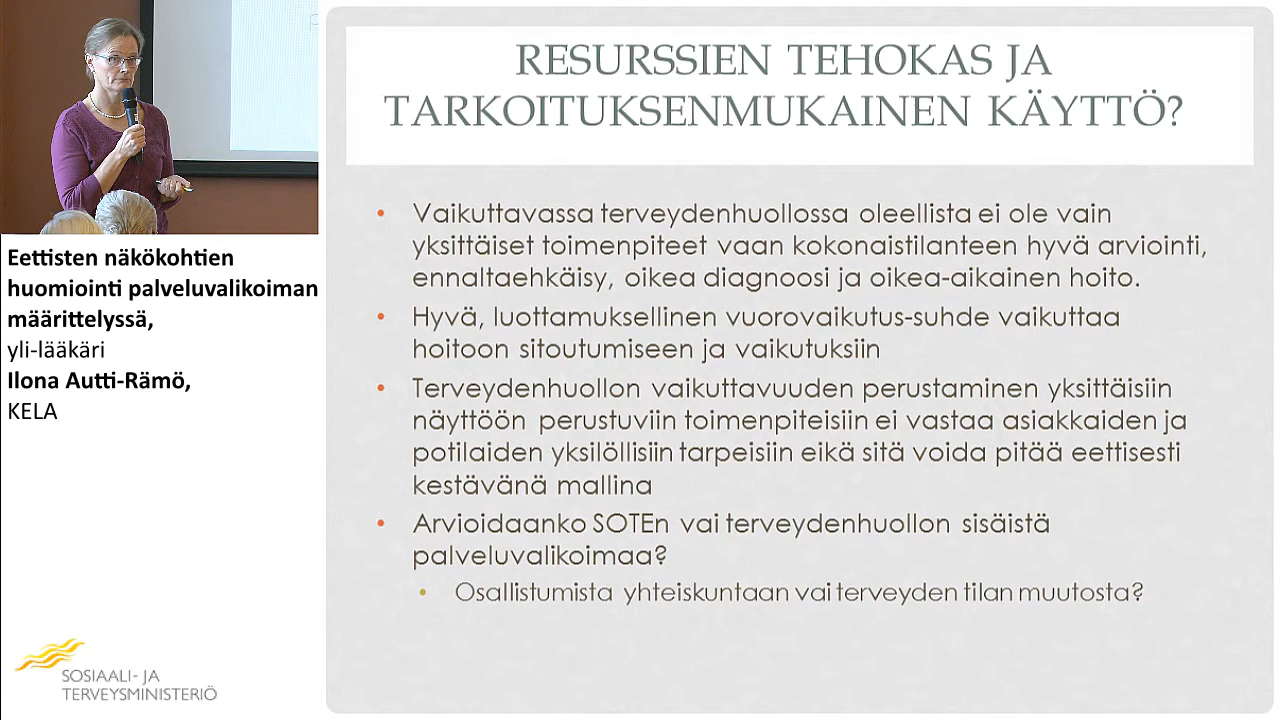 Eettisten näkökohtien
huomiointi palveluvalikoiman
määrittelyssä,
yli-lääkäri
Ilona Autti-Rämö,
KELA
SOSIAALI- JA
TERVEYSMINISTERIÖ
RESURSSIEN TEHOKAS JA
TARKOITUKSENMUKAINEN KÄYTTÖ?
• Vaikuttavassa terveydenhuollossa oleellista ei ole vain
yksittäiset toimenpiteet vaan kokonaistilanteen hyvä arviointi,
ennaltaehkäisy, oikea diagnoosi ja oikea-aikainen hoito.
• Hyvä, luottamuksellinen vuorovaikutus-suhde vaikuttaa
hoitoon sitoutumiseen ja vaikutuksiin
• Terveydenhuollon vaikuttavuuden perustaminen yksittäisiin
näyttöön perustuviin toimenpiteisiin ei vastaa asiakkaiden ja
potilaiden yksilöllisiin tarpeisiin eikä sitä voida pitää eettisesti
kestävänä mallina
• Arvioidaanko SOTEn vai terveydenhuollon sisäistä
palveluvalikoimaa?
• Osallistumista yhteiskuntaan vai terveyden tilan muutosta?